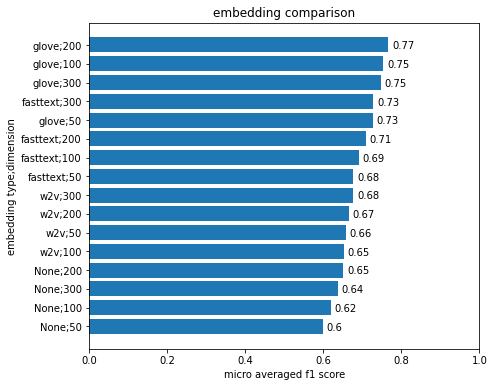 embedding comparison
embedding type;dimension
glove;200 0.77
glove;100 0.75
glove;300 0.75
fasttext;300 0.73
glove;50 0.73
fasttext;200 0.71
fasttext;100 0.69
fasttext;50 0.68
w2v;300 0.68
w2v;200 0.67
w2v;50 0.66
w2v;100 0.65
None;200 0.65
None;300 0.64
None;100 0.62
None;50 0.6
0.0 0.2 0.4 0.6 0.8 1.0
micro averaged f1 score